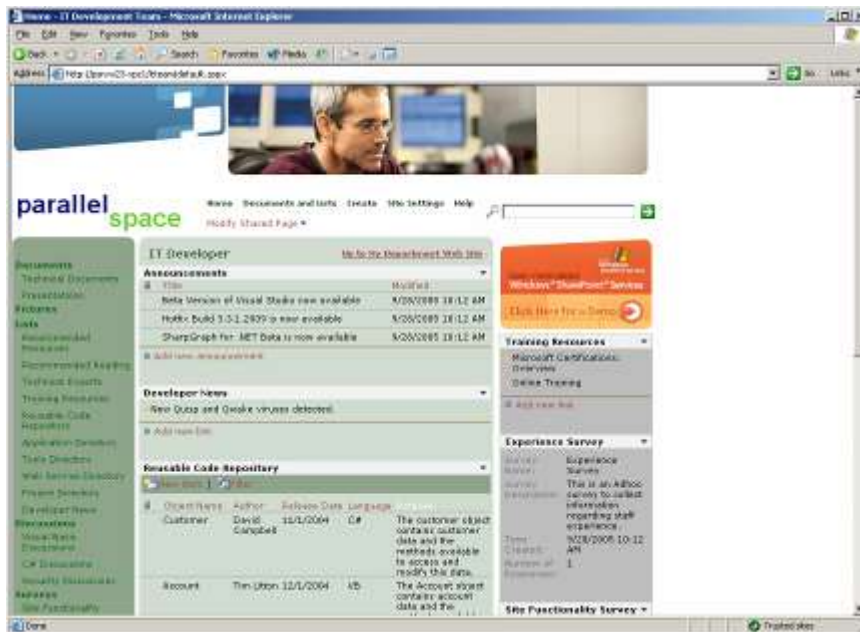 Home - IT Development Team - Microsoft Internet Explorer
File Edit View Favorites Tools Help
Back Search Favorites Media
Address
Go Links
parallel
space
Home Documents and Lists Create Site Settings Help
Modify Shared Page
Documents
Technical Documents
Presentations
Pictures
Lists
Recommended
Resources
Recommended Reading
Technical Experts
Training Resources
Reusable Code
Repository
Application Directory
Tools Directory
Web Service Directory
Developer News
Discussions
Visual Basic
Discussions
C# Discussions
Security Discussions
Surveys
Site Functionality
IT Developer
Up to My Department Web Site
Announcements
Title Modified
Beta Version of Visual Studio now available 9/28/2005 10:12 AM
Hotfix Build 3.3.1.2039 is now available 9/28/2005 10:12 AM
SharpGraph for .NET Beta is now available 9/28/2005 10:12 AM
Add new announcement
Developer News
New Quiqp and Qwake viruses detected.
Add new link
Reusable Code Repository
New Item | Filter
Object Name Author Release Date Language
Customer David Campbell 11/1/2004 C# The customer object
contains customer
data and the
methods available
to access and
modify this data.
Account Tim Litton 12/1/2004 VB The Account object
contains account
data and the
Windows SharePoint Services
Click Here for a Demo
Training Resources
Microsoft Certifications:
Overview
Online Training
Add new link
Experience Survey
Survey Name: Experience Survey
Survey Description: This is an Adhoc
survey to collect
information
regarding staff
experience.
Time Created: 9/28/2005 10:12 AM
Number of Responses: 1
Site Functionality Survey
Done
Trusted sites